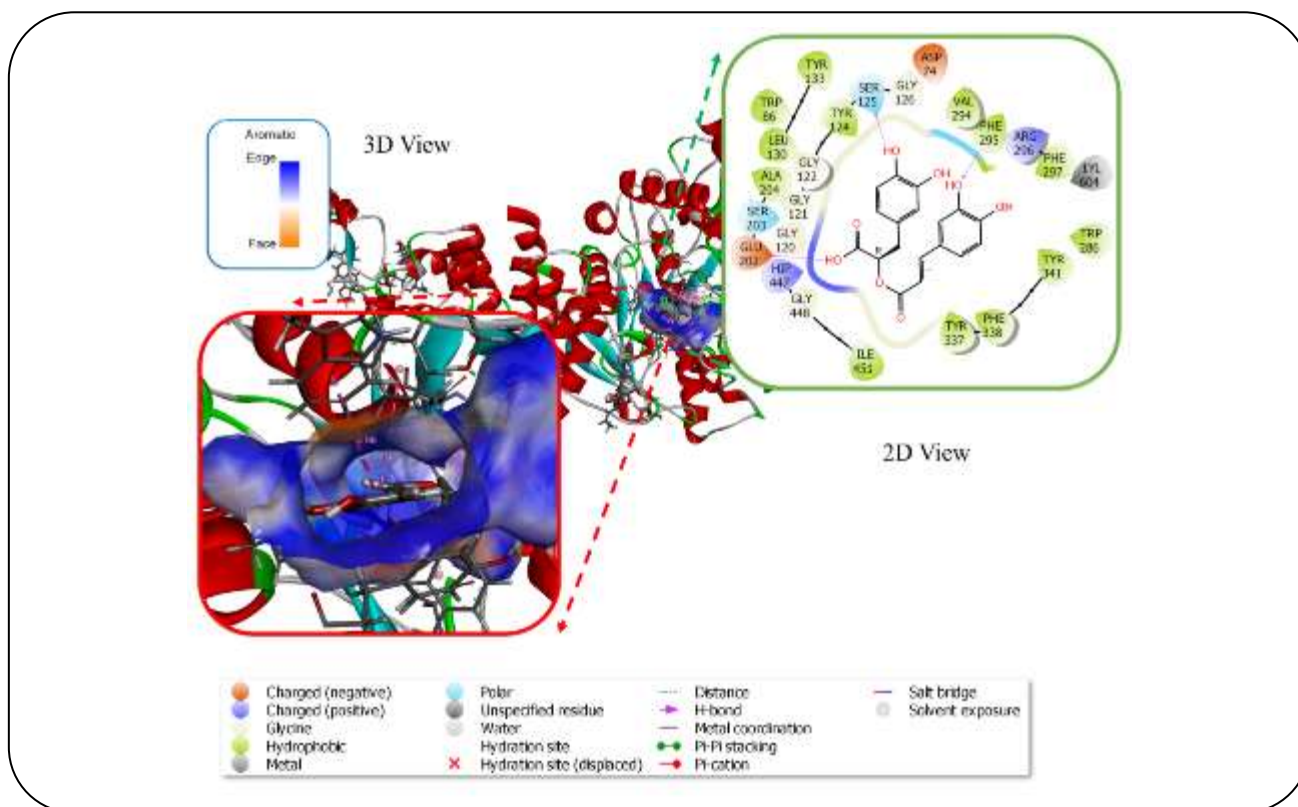 Aromatic
Edge
Face
3D View
2D View
TYR
133
ASP
74
SER
125
GLY
126
TRP
86
TYR
124
VAL
294
LEU
130
PHE
295
ARG
296
GLY
122
PHE
297
ALA
204
GLY
121
604
SER
203
GLY
120
TRP
GLU
202
447
TYR
341
GLY
448
TYR
337
PHE
338
ILE
451
HO
OH
HO
OH
O
HO
R
O
O
Charged (negative)
Charged (positive)
Glycine
Hydrophobic
Metal
Polar
Unspecified residue
Water
Hydration site
Hydration site (displaced)
Distance
H-bond
Metal coordination
Pi-Pi stacking
Pi-cation
Salt bridge
Solvent exposure